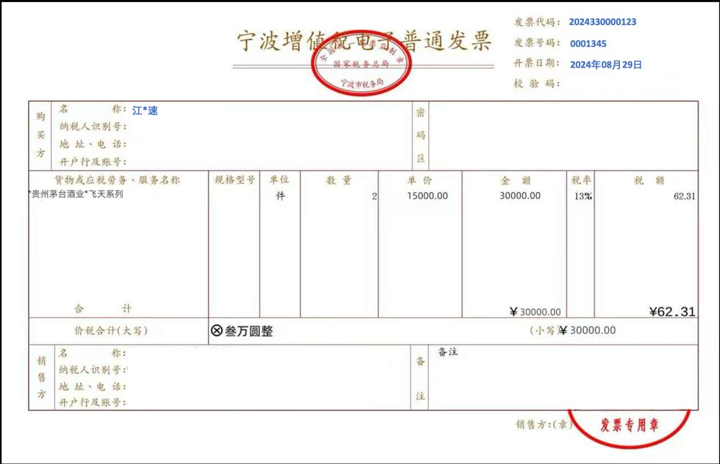 宁波增值税电子普通发票
国家税务总局
宁波市税务局
发票代码: 2024330000123
发票号码: 0001345
开票日期: 2024年08月29日
校验码:
购买方
名称: 江*速
纳税人识别号:
地址、电话:
开户行及账号:
密码区
货物或应税劳务、服务名称 规格型号 单位 数量 单价 金额 税率 税额
*贵州茅台酒业*飞天系列 件 2 15000.00 30000.00 13% 62.31
合计 ¥30000.00 ¥62.31
价税合计(大写) ⊗叁万圆整 (小写)¥30000.00
销售方
名称:
纳税人识别号:
地址、电话:
开户行及账号:
备注
备注
销售方:(章)
发票专用章